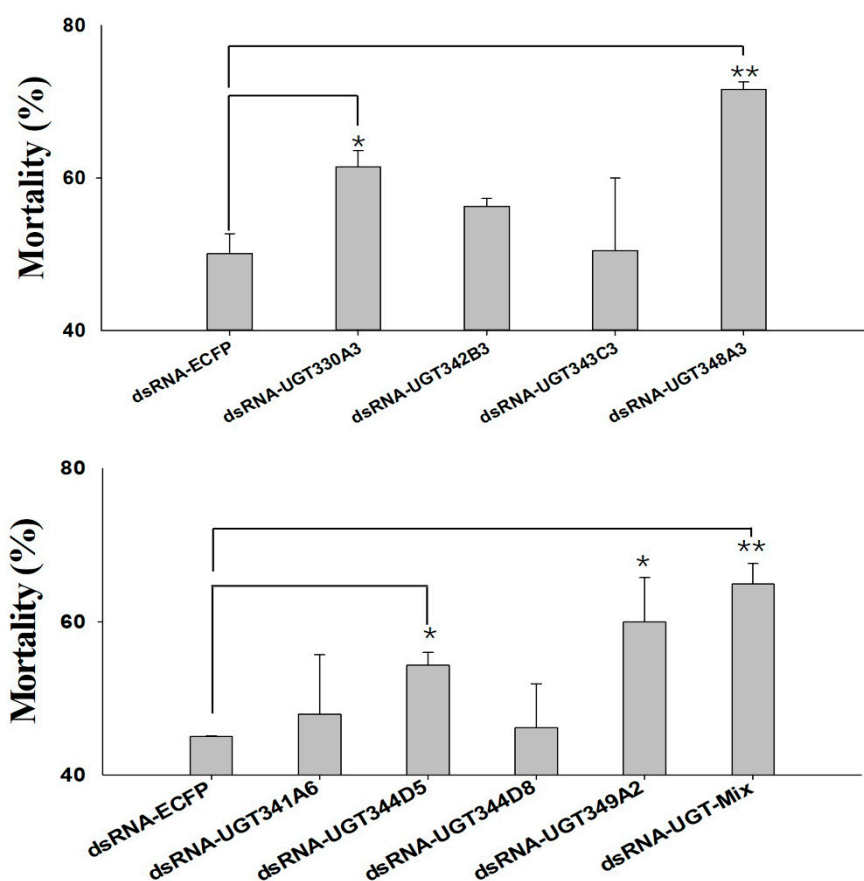 80
**
*
60
40
Mortality (%)
dsRNA-ECFP
dsRNA-UGT330A3
dsRNA-UGT342B3
dsRNA-UGT343C3
dsRNA-UGT348A3
80
**
*
*
60
40
Mortality (%)
dsRNA-ECFP
dsRNA-UGT341A6
dsRNA-UGT344D5
dsRNA-UGT344D8
dsRNA-UGT349A2
dsRNA-UGT-Mix